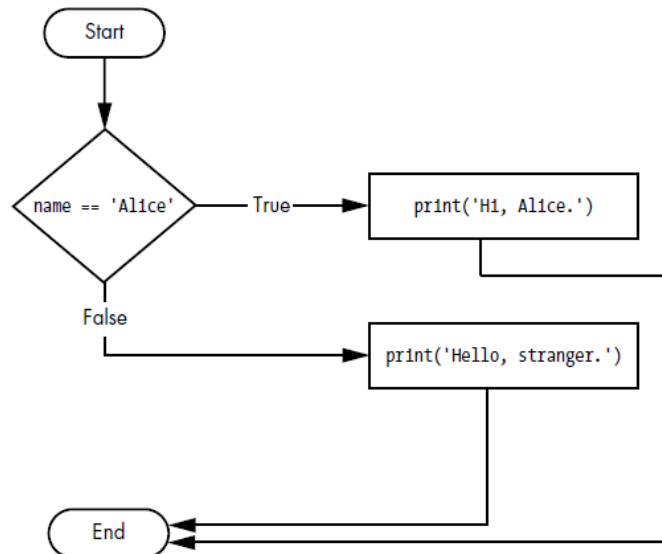 Start
name == 'Alice'
True
print('Hi, Alice.')
False
print('Hello, stranger.')
End